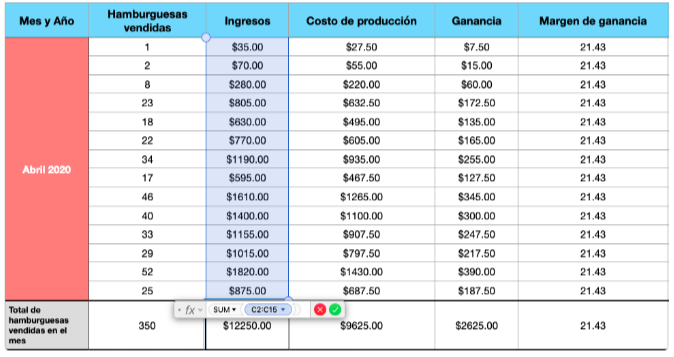 Mes y Año Hamburguesas vendidas Ingresos Costo de producción Ganancia Margen de ganancia
1 $35.00 $27.50 $7.50 21.43
2 $70.00 $55.00 $15.00 21.43
8 $280.00 $220.00 $60.00 21.43
23 $805.00 $632.50 $172.50 21.43
18 $630.00 $495.00 $135.00 21.43
22 $770.00 $605.00 $165.00 21.43
34 $1190.00 $935.00 $255.00 21.43
Abril 2020 17 $595.00 $467.50 $127.50 21.43
46 $1610.00 $1265.00 $345.00 21.43
40 $1400.00 $1100.00 $300.00 21.43
33 $1155.00 $907.50 $247.50 21.43
29 $1015.00 $797.50 $217.50 21.43
52 $1820.00 $1430.00 $390.00 21.43
25 $875.00 $687.50 $187.50 21.43
fx SUM C2:C15
Total de hamburguesas vendidas en el mes 350 $12250.00 $9625.00 $2625.00 21.43